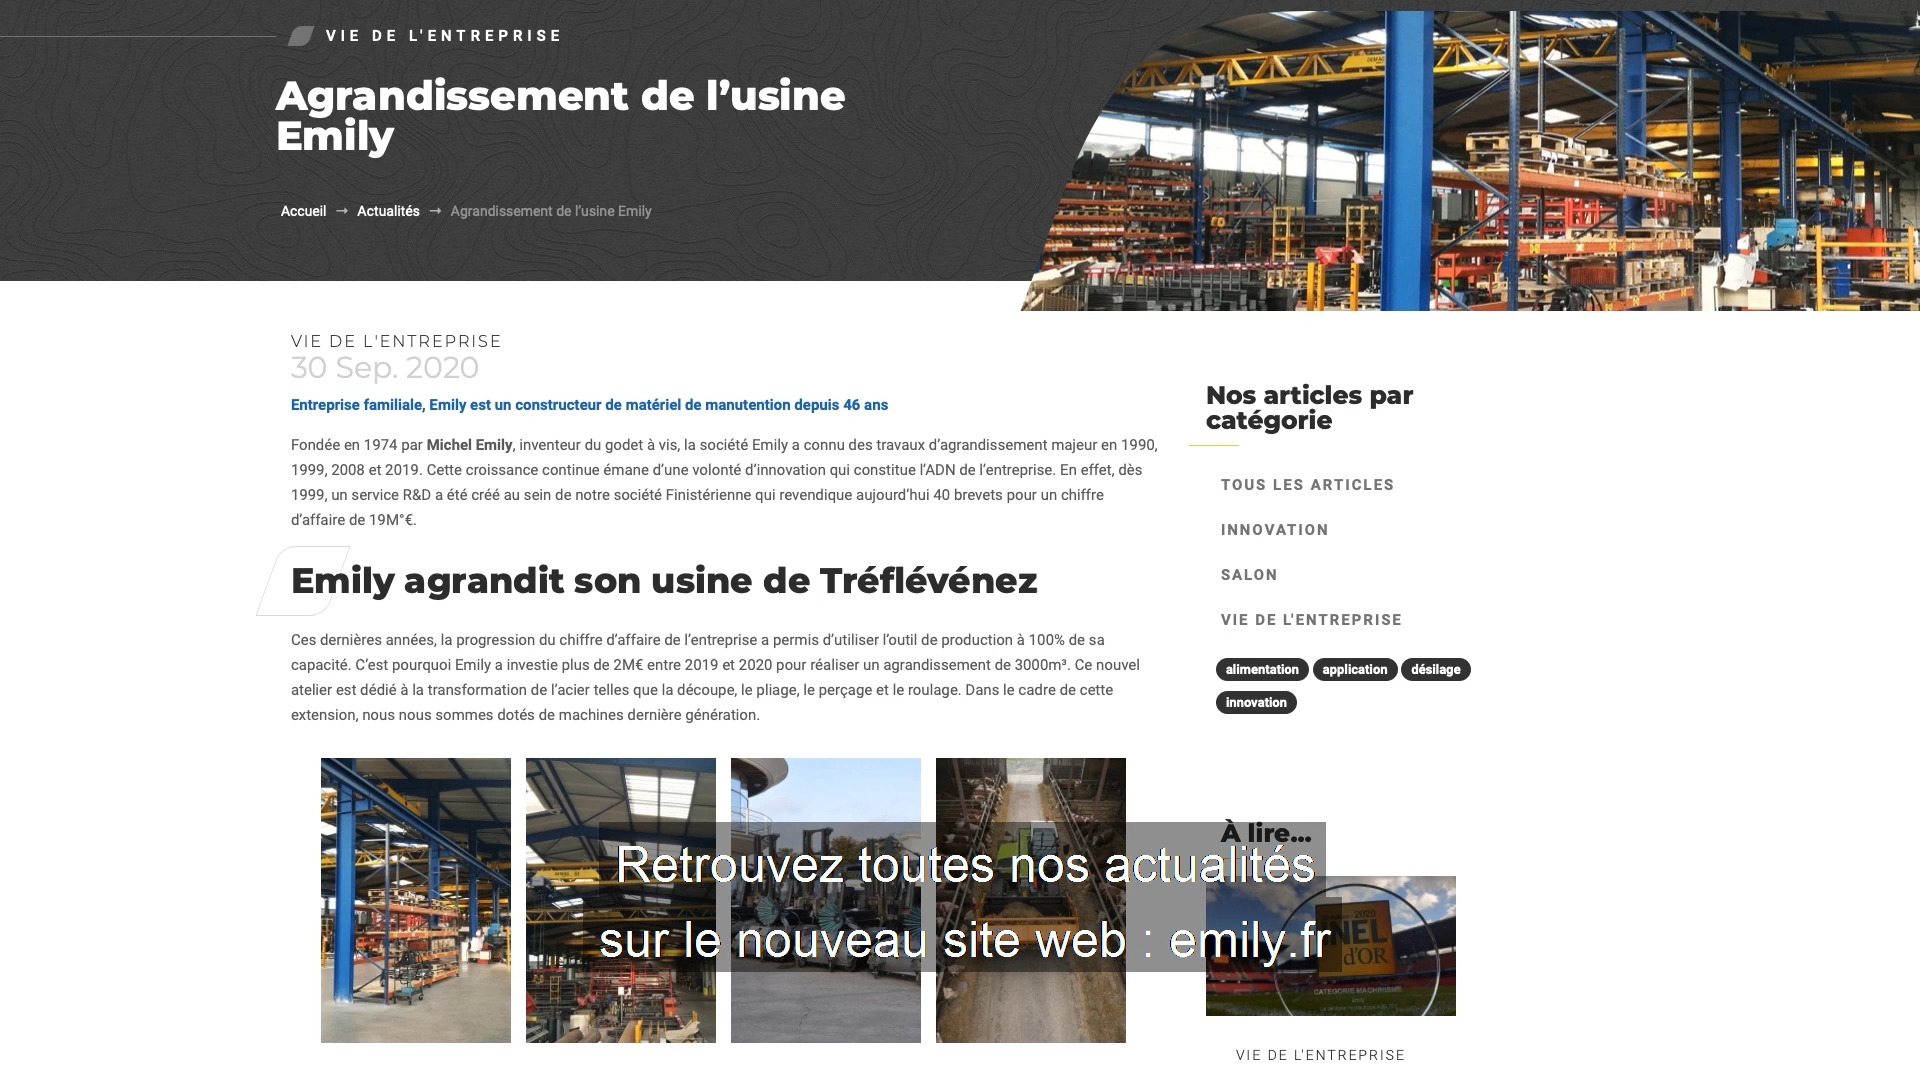 VIE DE L'ENTREPRISE
Agrandissement de l’usine
Emily
Accueil → Actualités → Agrandissement de l’usine Emily
VIE DE L'ENTREPRISE
30 Sep. 2020
Entreprise familiale, Emily est un constructeur de matériel de manutention depuis 46 ans
Fondée en 1974 par Michel Emily, inventeur du godet à vis, la société Emily a connu des travaux d’agrandissement majeur en 1990,
1999, 2008 et 2019. Cette croissance continue émane d’une volonté d’innovation qui constitue l’ADN de l’entreprise. En effet, dès
1999, un service R&D a été créé au sein de notre société Finistérienne qui revendique aujourd’hui 40 brevets pour un chiffre
d’affaire de 19M°€.
Emily agrandit son usine de Tréflévénez
Ces dernières années, la progression du chiffre d’affaire de l’entreprise a permis d’utiliser l’outil de production à 100% de sa
capacité. C’est pourquoi Emily a investie plus de 2M€ entre 2019 et 2020 pour réaliser un agrandissement de 3000m³. Ce nouvel
atelier est dédié à la transformation de l’acier telles que la découpe, le pliage, le perçage et le roulage. Dans le cadre de cette
extension, nous nous sommes dotés de machines dernière génération.
Nos articles par
catégorie
TOUS LES ARTICLES
INNOVATION
SALON
VIE DE L'ENTREPRISE
alimentation application désilage
innovation
À lire...
Retrouvez toutes nos actualités
sur le nouveau site web : emily.fr
2020
d'OR
CATEGORIE MACHINISME
VIE DE L'ENTREPRISE